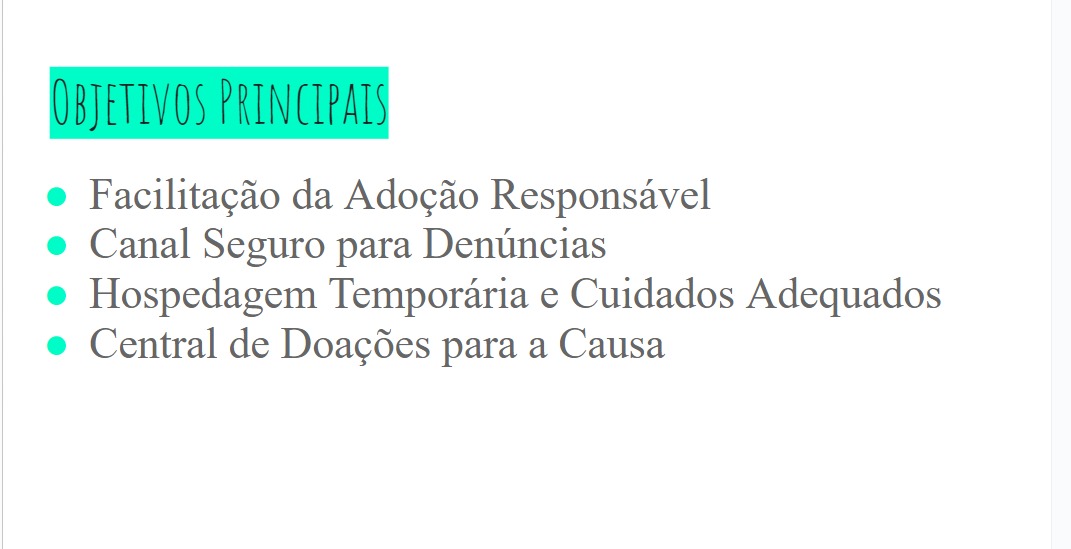 Objetivos Principais
Facilitação da Adoção Responsável
Canal Seguro para Denúncias
Hospedagem Temporária e Cuidados Adequados
Central de Doações para a Causa